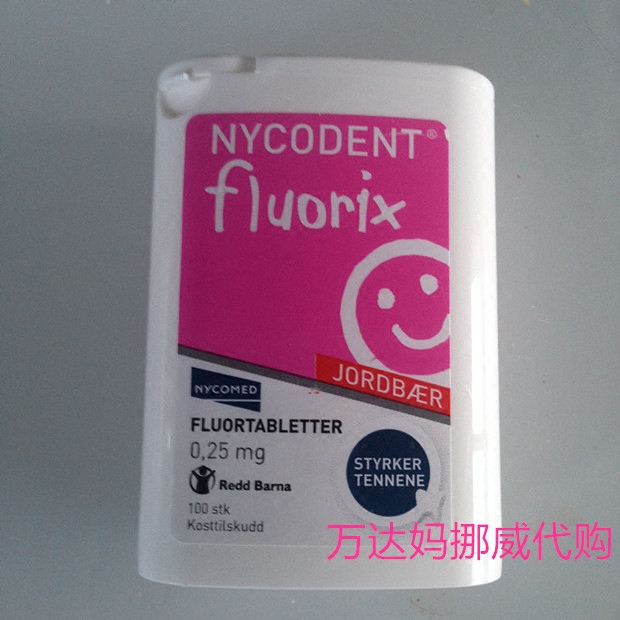 NYCODENT®
fluorix
JORDBÆR
NYCOMED
FLUORTABLETTER
0,25 mg
STYRKER
TENNENE
Redd Barna
100 stk
Kosttilskudd
万达妈挪威代购